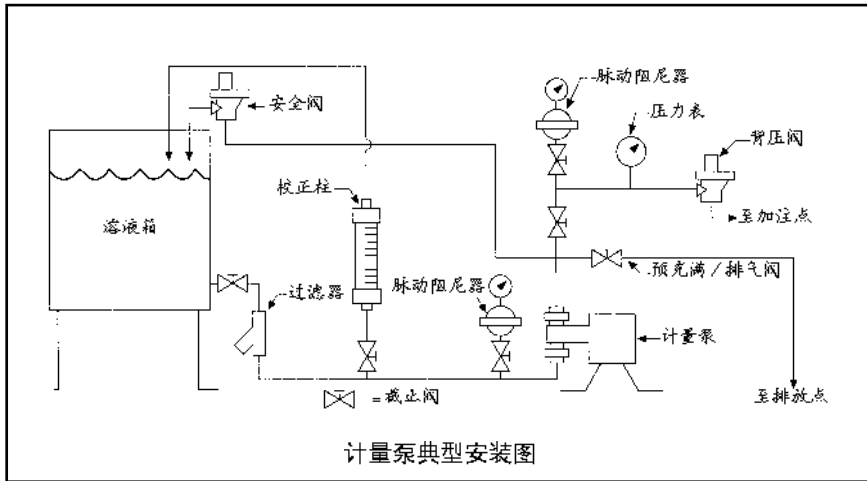 脉动阻尼器
安全阀
压力表
背压阀
校正柱
溶液箱
至加注点
过滤器
脉动阻尼器
预充满/排气阀
计量泵
=截止阀
至排放点
计量泵典型安装图